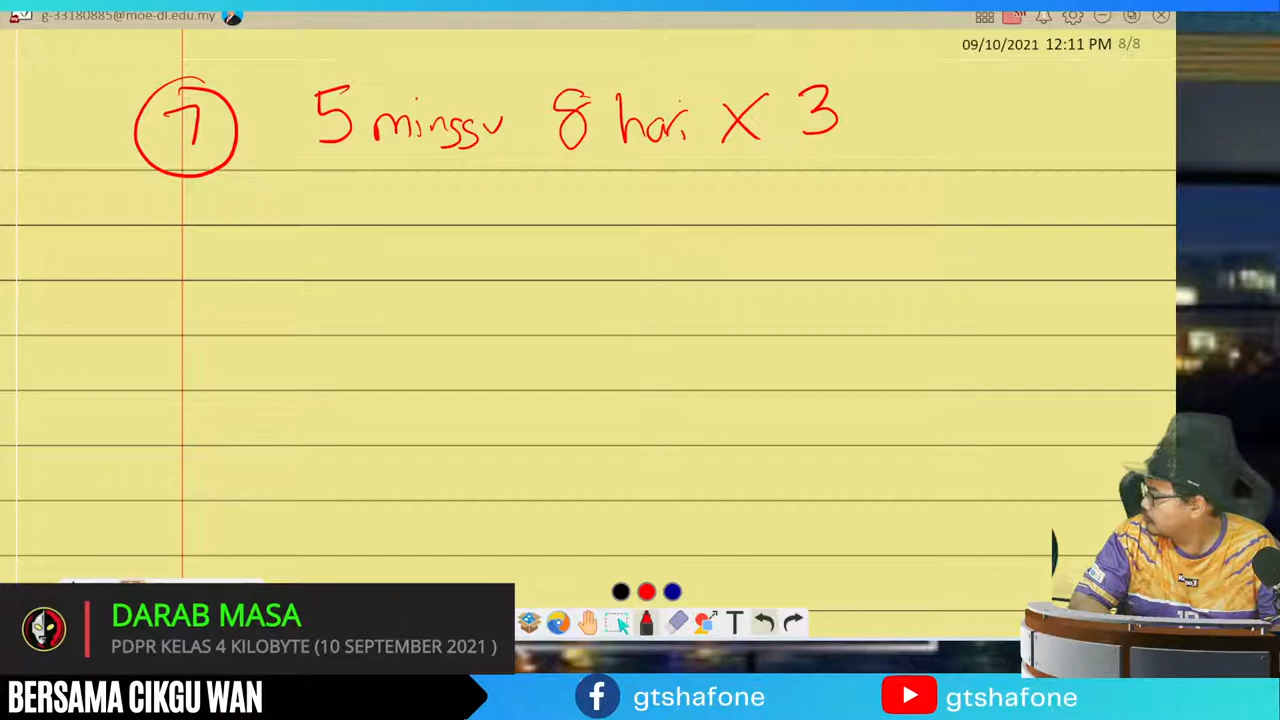 g-33180885@moe-dl.edu.my
09/10/2021 12:11 PM 8/8
7 5 minggu 8 hari X 3
T
DARAB MASA
PDPR KELAS 4 KILOBYTE (10 SEPTEMBER 2021 )
BERSAMA CIKGU WAN
gtshafone
gtshafone